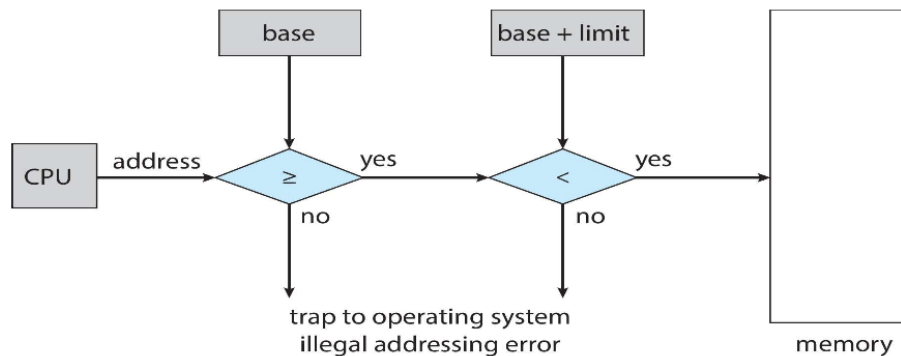 base
base + limit
CPU
address
≥
yes
<
yes
no
no
trap to operating system
illegal addressing error
memory